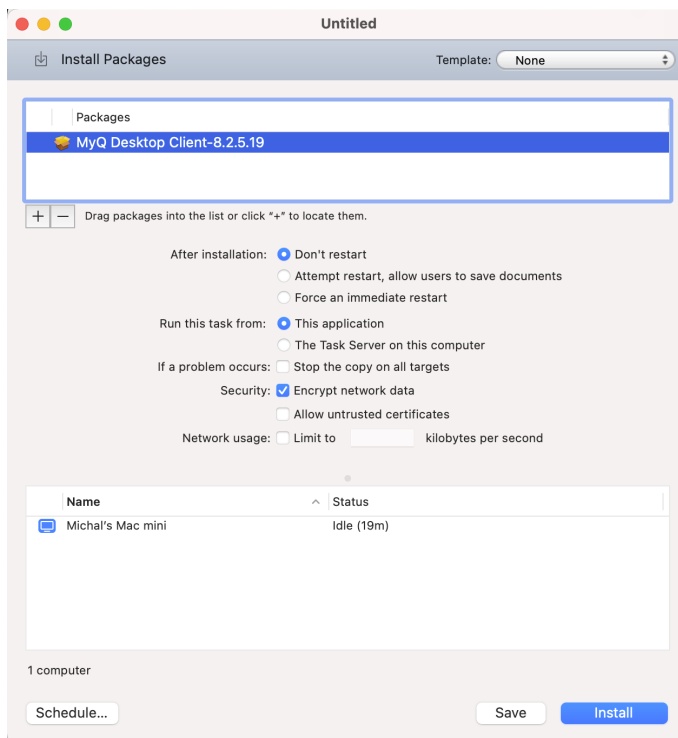 Untitled
Install Packages
Template: None
Packages
MyQ Desktop Client-8.2.5.19
+ − Drag packages into the list or click "+" to locate them.
After installation: Don't restart
Attempt restart, allow users to save documents
Force an immediate restart
Run this task from: This application
The Task Server on this computer
If a problem occurs: Stop the copy on all targets
Security: Encrypt network data
Allow untrusted certificates
Network usage: Limit to kilobytes per second
Name Status
Michal's Mac mini Idle (19m)
1 computer
Schedule... Save Install